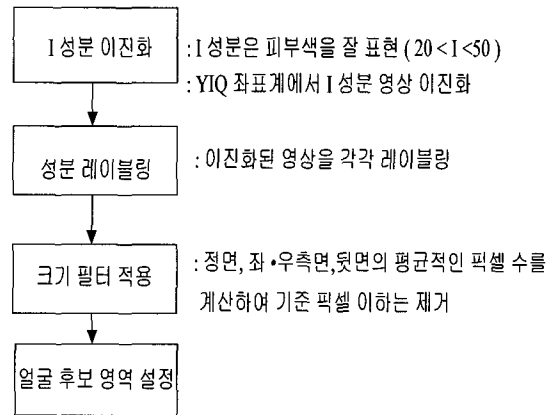 I 성분 이진화
: I 성분은 피부색을 잘 표현 ( 20 < I <50 )
: YIQ 좌표계에서 I 성분 영상 이진화
성분 레이블링
: 이진화된 영상을 각각 레이블링
크기 필터 적용
: 정면, 좌 •우측면,뒷면의 평균적인 픽셀 수를
계산하여 기준 픽셀 이하는 제거
얼굴 후보 영역 설정